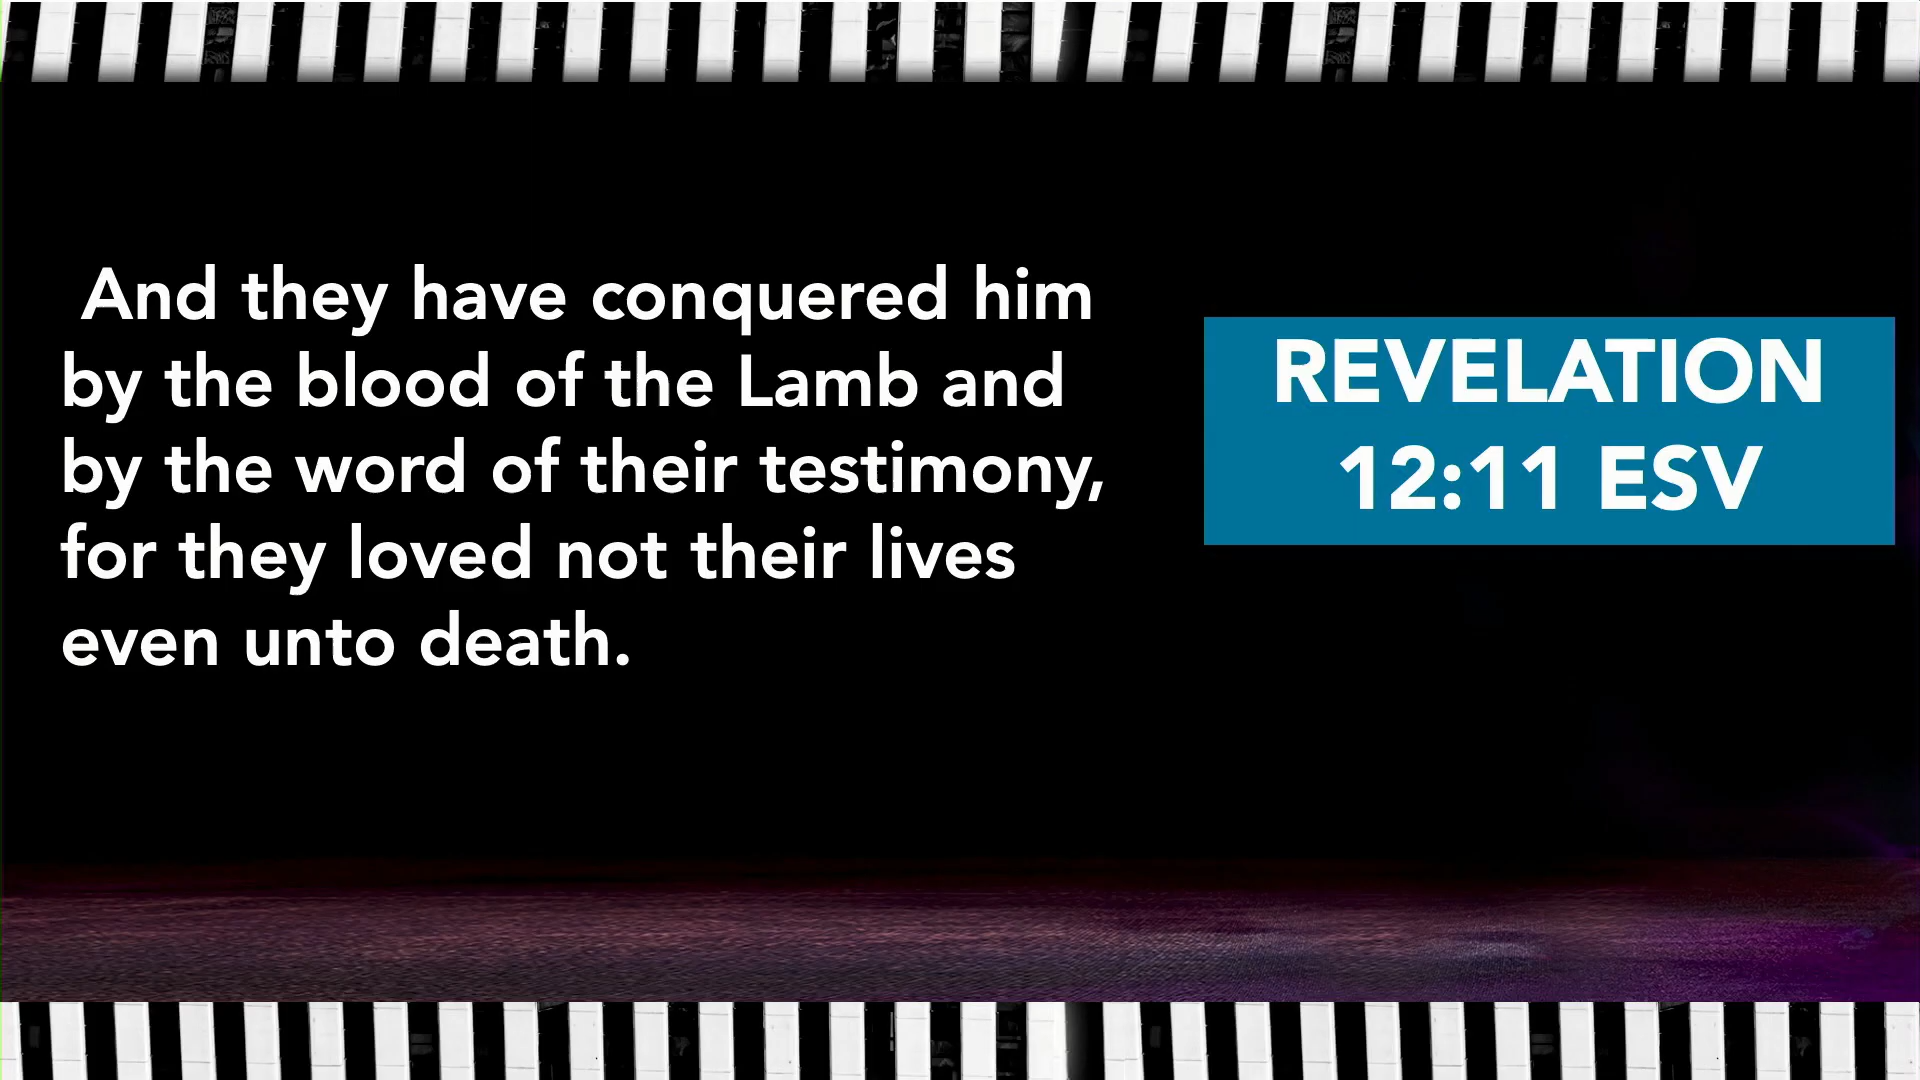 And they have conquered him
by the blood of the Lamb and
by the word of their testimony,
for they loved not their lives
even unto death.
REVELATION
12:11 ESV